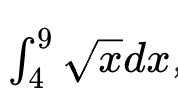 ∫₄⁹ √x dx,